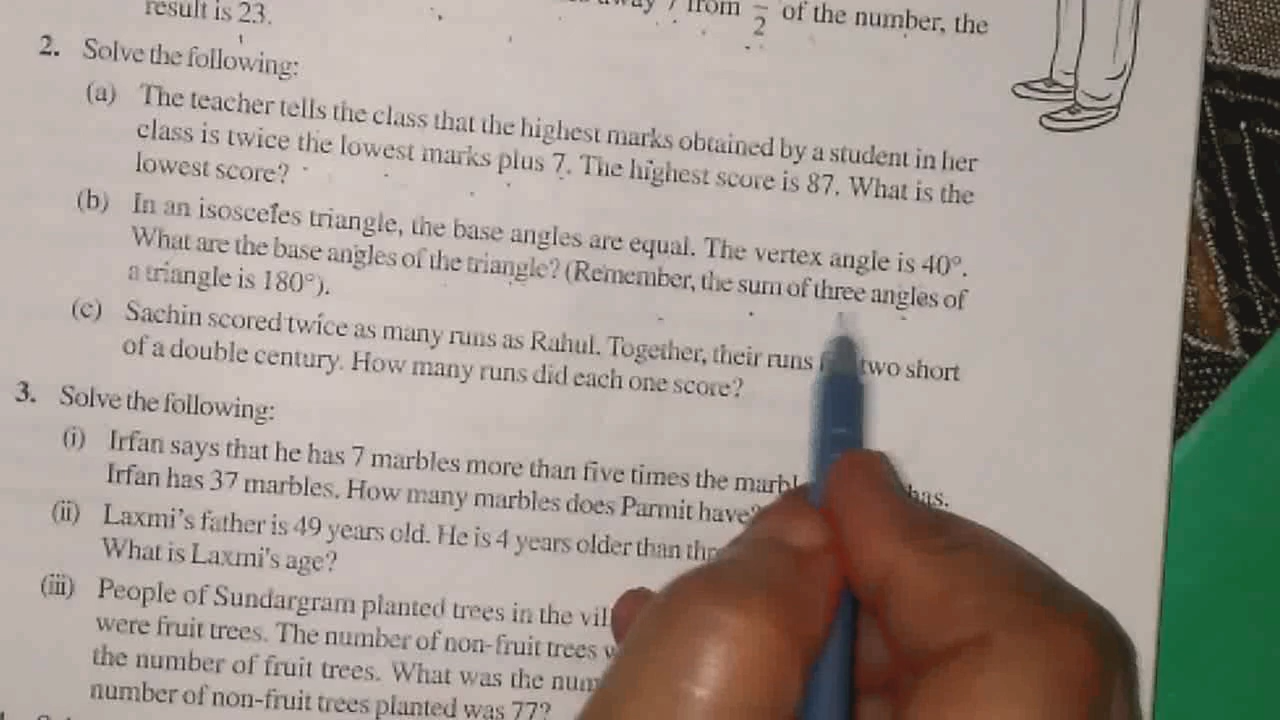 result is 23.
from — 2 of the number, the
2. Solve the following:
(a) The teacher tells the class that the highest marks obtained by a student in her
class is twice the lowest marks plus 7. The highest score is 87. What is the
lowest score?
(b) In an isosceles triangle, the base angles are equal. The vertex angle is 40°.
What are the base angles of the triangle? (Remember, the sum of three angles of
a triangle is 180°).
(c) Sachin scored twice as many runs as Rahul. Together, their runs two short
of a double century. How many runs did each one score?
3. Solve the following:
(i) Irfan says that he has 7 marbles more than five times the has.
Irfan has 37 marbles. How many marbles does Parmit have?
(ii) Laxmi's father is 49 years old. He is 4 years older than
What is Laxmi's age?
(iii) People of Sundargram planted trees in the
were fruit trees. The number of non-fruit trees
the number of fruit trees. What was the
number of non-fruit trees planted was 77?